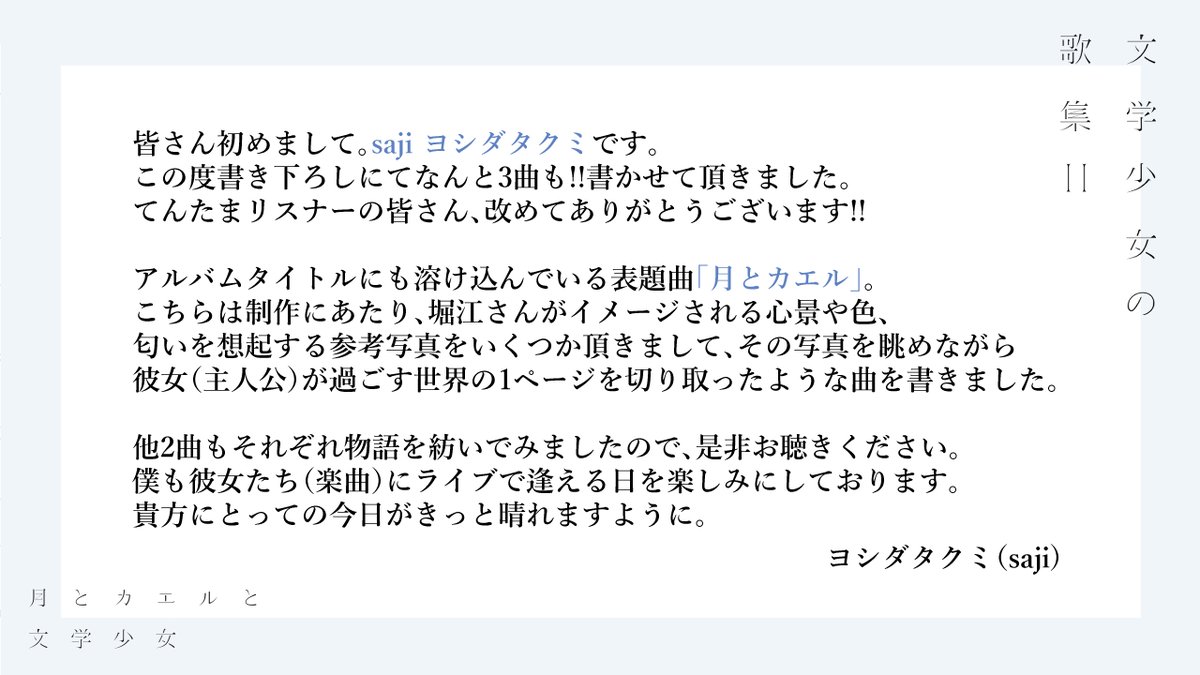 文学少女の
歌集II
皆さん初めまして。saji ヨシダタクミです。
この度書き下ろしにてなんと3曲も!!書かせて頂きました。
てんたまリスナーの皆さん、改めてありがとうございます!!
アルバムタイトルにも溶け込んでいる表題曲「月とカエル」。
こちらは制作にあたり、堀江さんがイメージされる心景や色、
匂いを想起する参考写真をいくつか頂きまして、その写真を眺めながら
彼女(主人公)が過ごす世界の1ページを切り取ったような曲を書きました。
他2曲もそれぞれ物語を紡いでみましたので、是非お聴きください。
僕も彼女たち(楽曲)にライブで逢える日を楽しみにしております。
貴方にとっての今日がきっと晴れますように。
ヨシダタクミ(saji)
月とカエルと
文学少女